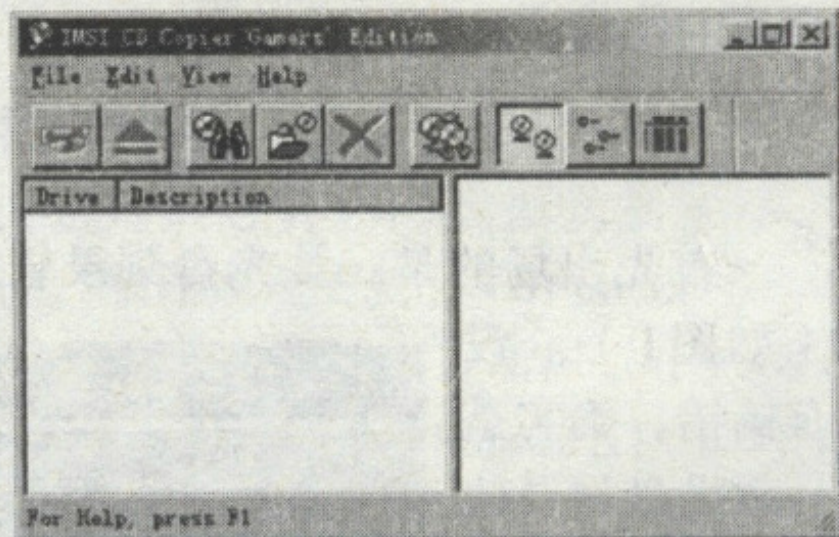 IMSI CD Copier Gamers' Edition
File Edit View Help
Drive Description
For Help, press F1